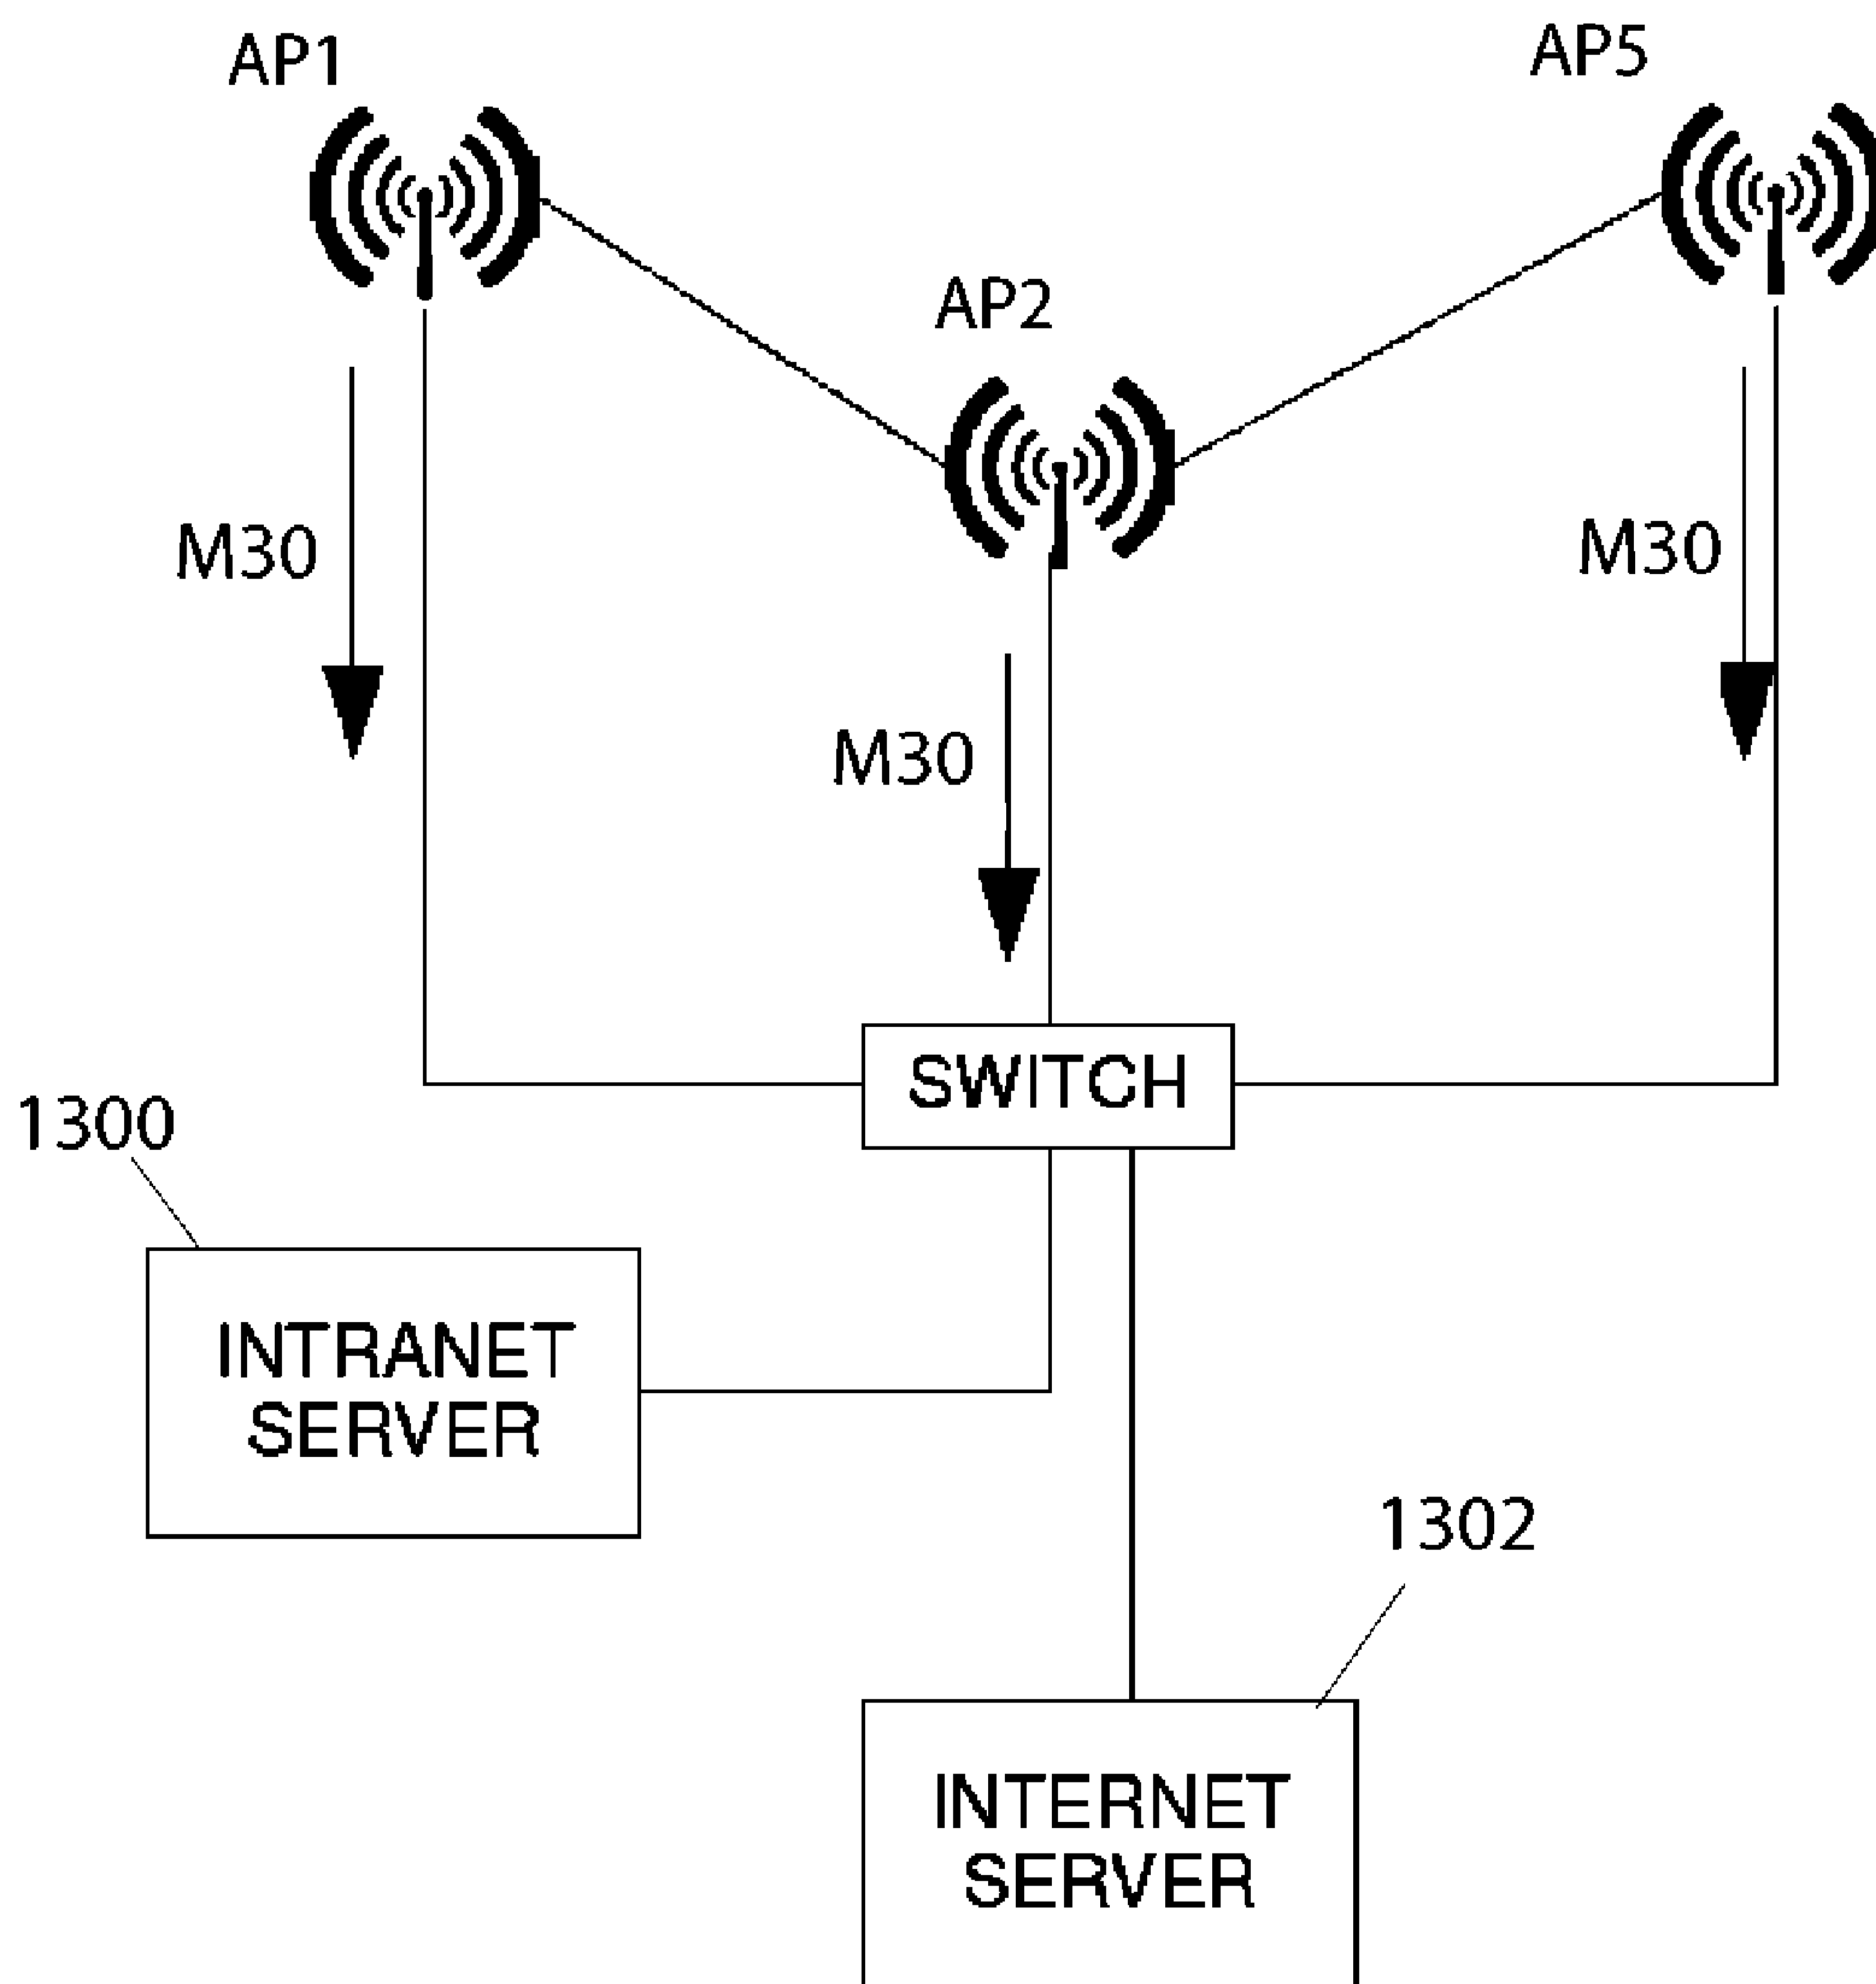 AP1
AP5
AP2
M30
M30
M30
SWITCH
1300
INTRANET
SERVER
1302
INTERNET
SERVER